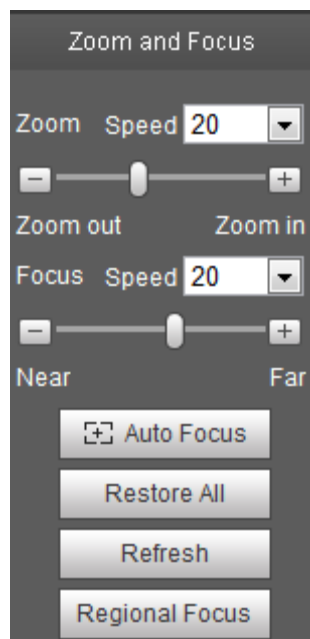 Zoom and Focus
Zoom Speed 20
Zoom out Zoom in
Focus Speed 20
Near Far
Auto Focus
Restore All
Refresh
Regional Focus